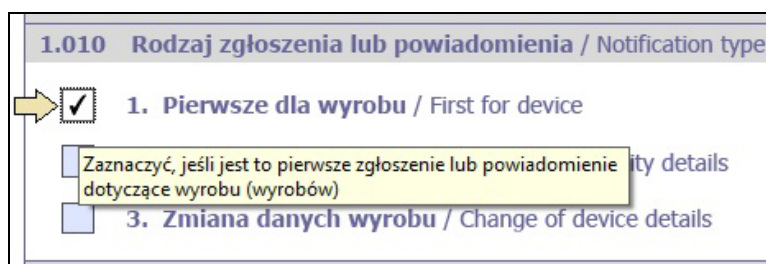 1.010 Rodzaj zgłoszenia lub powiadomienia / Notification type
✓ 1. Pierwsze dla wyrobu / First for device
Zaznaczyć, jeśli jest to pierwsze zgłoszenie lub powiadomienie
details
dotyczące wyrobu (wyrobów)
3. Zmiana danych wyrobu / Change of device details